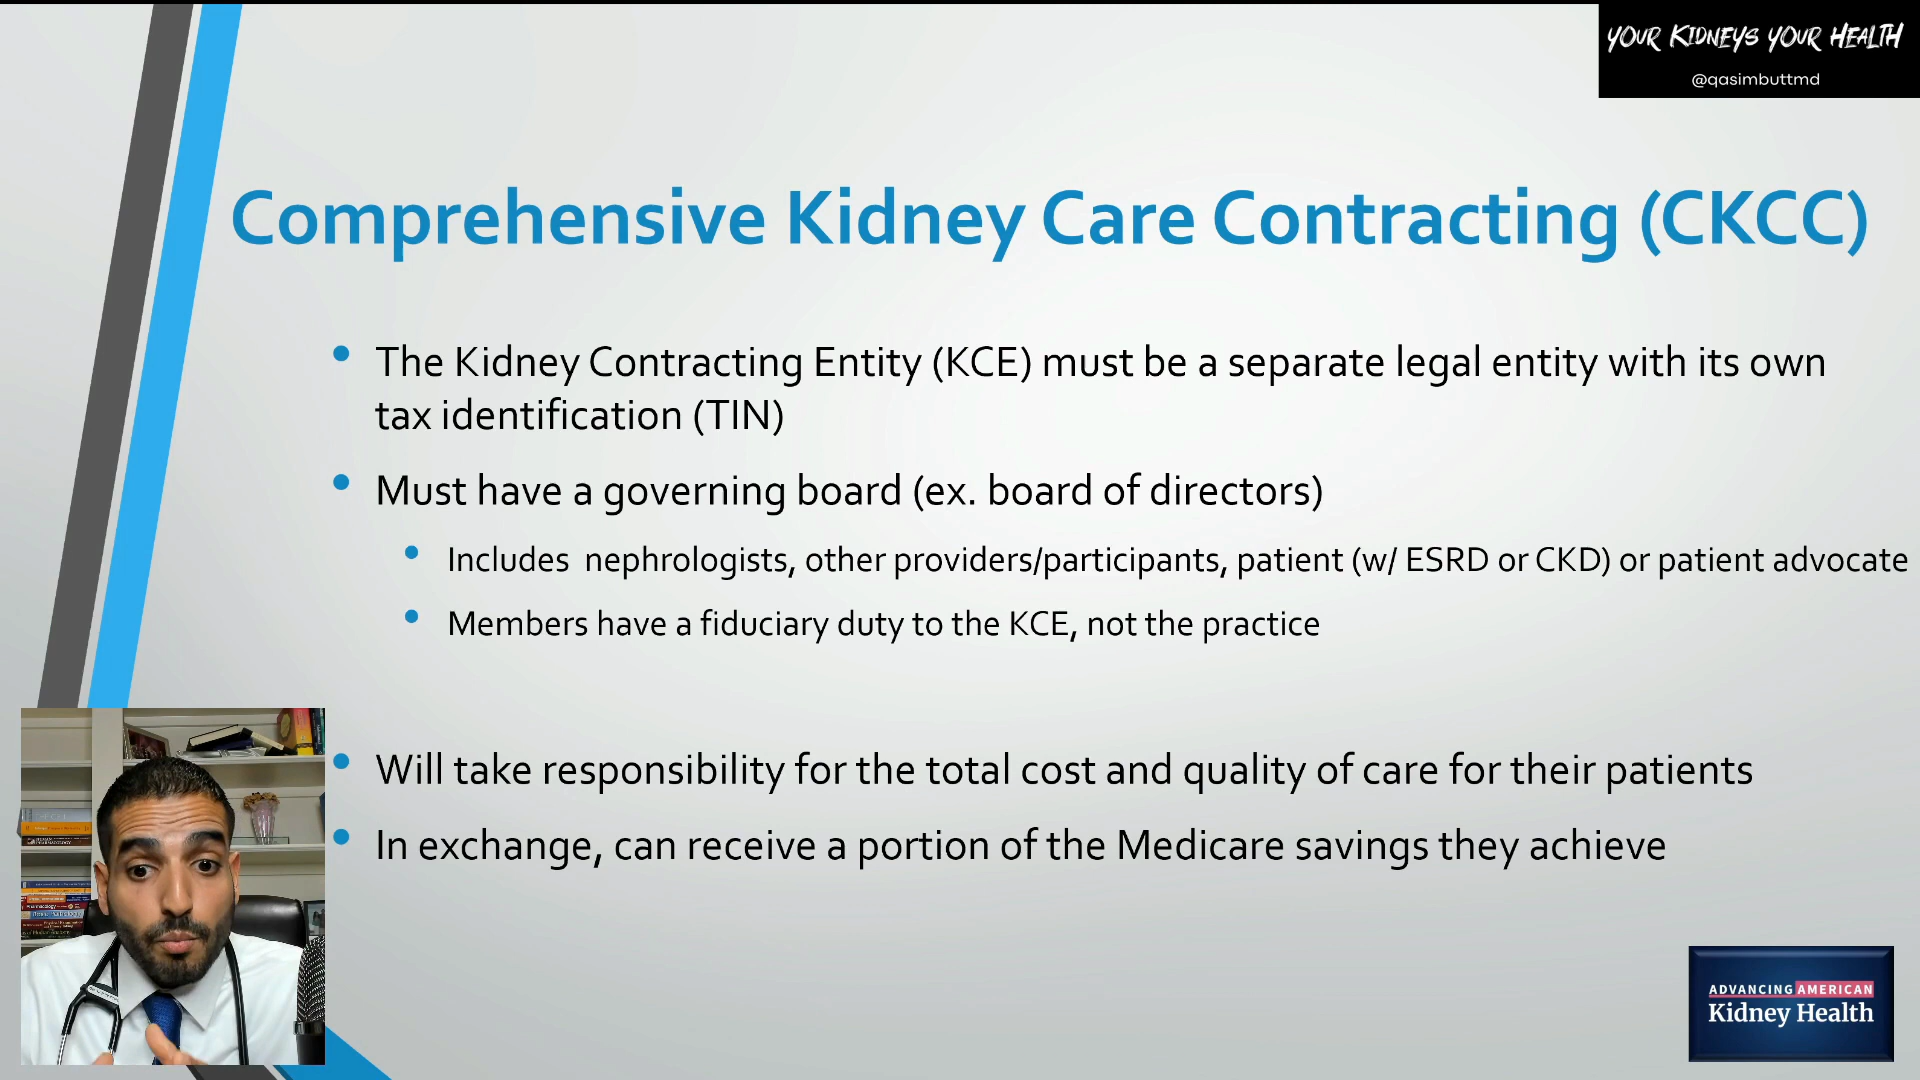 YOUR KIDNEYS YOUR HEALTH
@qasimbuttmd
Comprehensive Kidney Care Contracting (CKCC)
• The Kidney Contracting Entity (KCE) must be a separate legal entity with its own
tax identification (TIN)
• Must have a governing board (ex. board of directors)
• Includes nephrologists, other providers/participants, patient (w/ ESRD or CKD) or patient advocate
• Members have a fiduciary duty to the KCE, not the practice
• Will take responsibility for the total cost and quality of care for their patients
• In exchange, can receive a portion of the Medicare savings they achieve
ADVANCING AMERICAN
Kidney Health